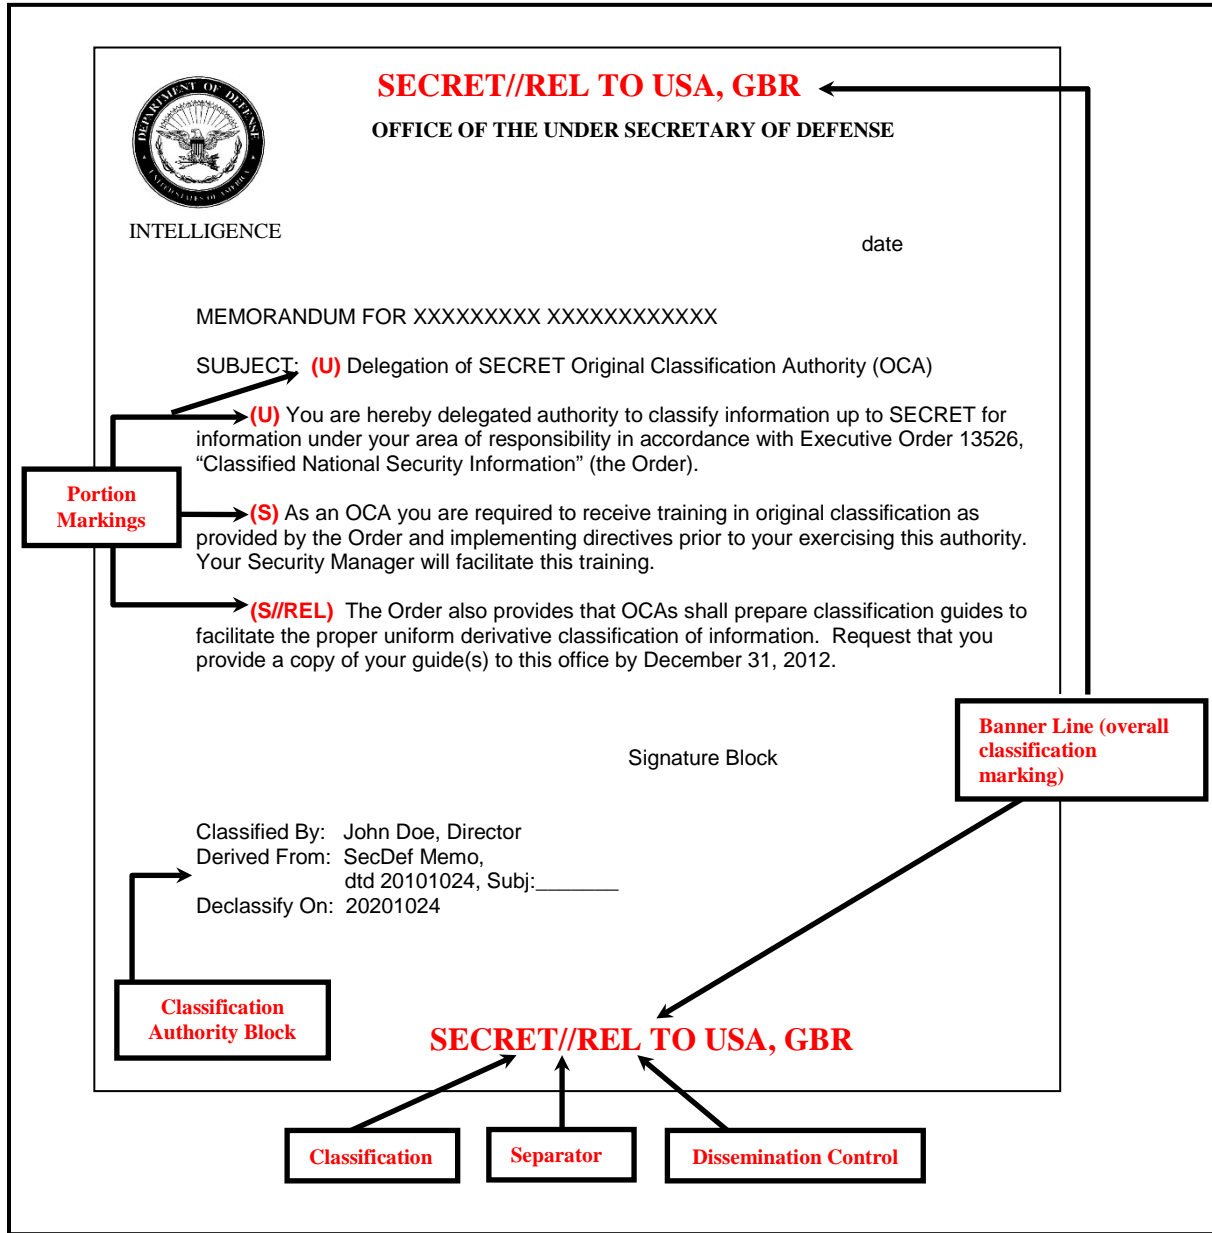 SECRET//REL TO USA, GBR
OFFICE OF THE UNDER SECRETARY OF DEFENSE
DEPARTMENT OF DEFENSE
UNITED STATES OF AMERICA
INTELLIGENCE
date
MEMORANDUM FOR XXXXXXXXX XXXXXXXXXXXX
SUBJECT: (U) Delegation of SECRET Original Classification Authority (OCA)
(U) You are hereby delegated authority to classify information up to SECRET for
information under your area of responsibility in accordance with Executive Order 13526,
“Classified National Security Information” (the Order).
Portion
Markings
(S) As an OCA you are required to receive training in original classification as
provided by the Order and implementing directives prior to your exercising this authority.
Your Security Manager will facilitate this training.
(S//REL) The Order also provides that OCAs shall prepare classification guides to
facilitate the proper uniform derivative classification of information. Request that you
provide a copy of your guide(s) to this office by December 31, 2012.
Banner Line (overall
classification
marking)
Signature Block
Classified By: John Doe, Director
Derived From: SecDef Memo,
dtd 20101024, Subj:_______
Declassify On: 20201024
Classification
Authority Block
SECRET//REL TO USA, GBR
Classification
Separator
Dissemination Control